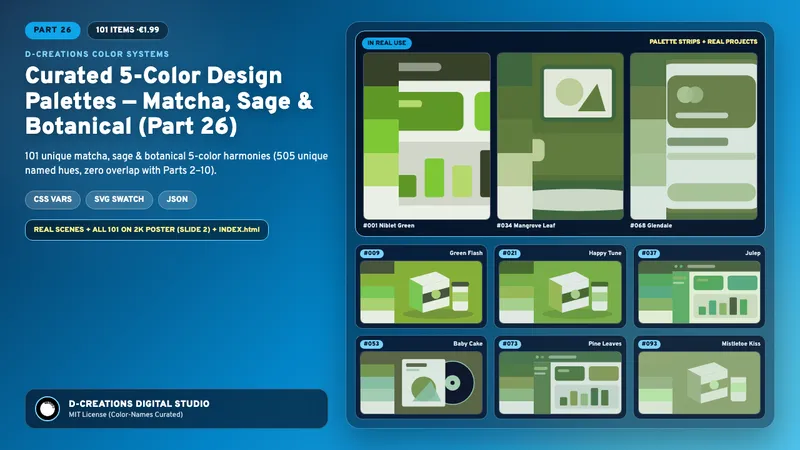 PART 26
101 ITEMS ·€1.99
D-CREATIONS COLOR SYSTEMS
Curated 5-Color Design
Palettes — Matcha, Sage &
Botanical (Part 26)
101 unique matcha, sage & botanical 5-color harmonies (505 unique
named hues, zero overlap with Parts 2–10).
CSS VARS
SVG SWATCH
JSON
REAL SCENES + ALL 101 ON 2K POSTER (SLIDE 2) + INDEX.html
D-CREATIONS DIGITAL STUDIO
MIT License (Color-Names Curated)
IN REAL USE
PALETTE STRIPS + REAL PROJECTS
#001 Niblet Green
#034 Mangrove Leaf
#068 Glendale
#009
Green Flash
#021
Happy Tune
#037
Julep
#053
Baby Cake
#073
Pine Leaves
#093
Mistletoe Kiss